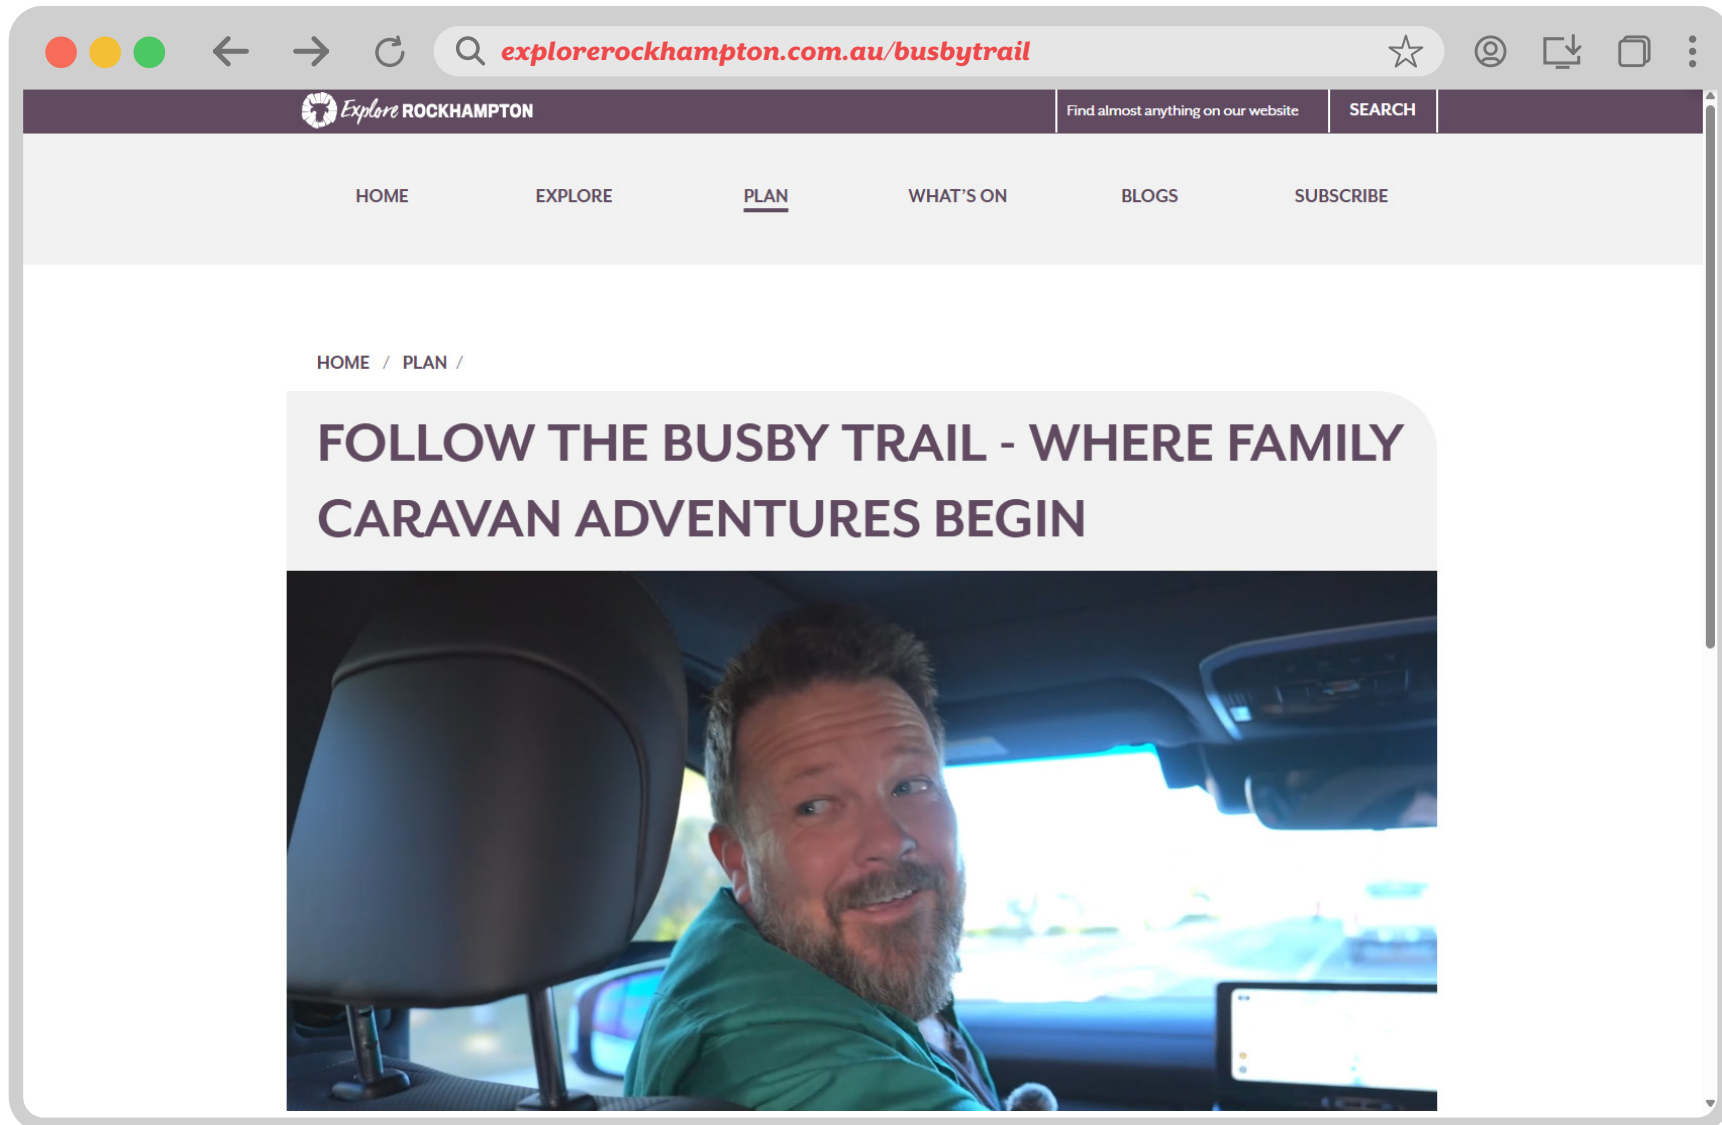 explorerockhampton.com.au/busbytrail
Explore ROCKHAMPTON
Find almost anything on our website
SEARCH
HOME
EXPLORE
PLAN
WHAT'S ON
BLOGS
SUBSCRIBE
HOME / PLAN /
FOLLOW THE BUSBY TRAIL - WHERE FAMILY
CARAVAN ADVENTURES BEGIN